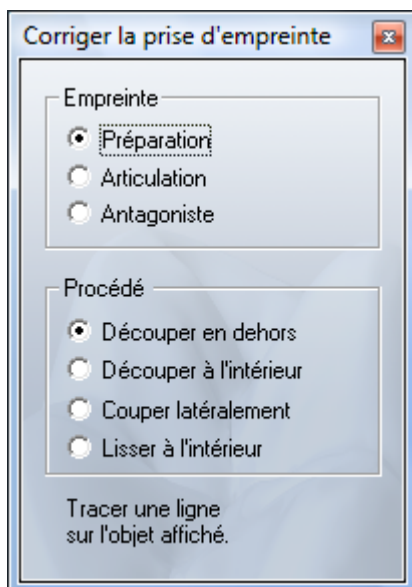 Corriger la prise d'empreinte
Empreinte
Préparation
Articulation
Antagoniste
Procédé
Découper en dehors
Découper à l'intérieur
Couper latéralement
Lisser à l'intérieur
Tracer une ligne
sur l'objet affiché.